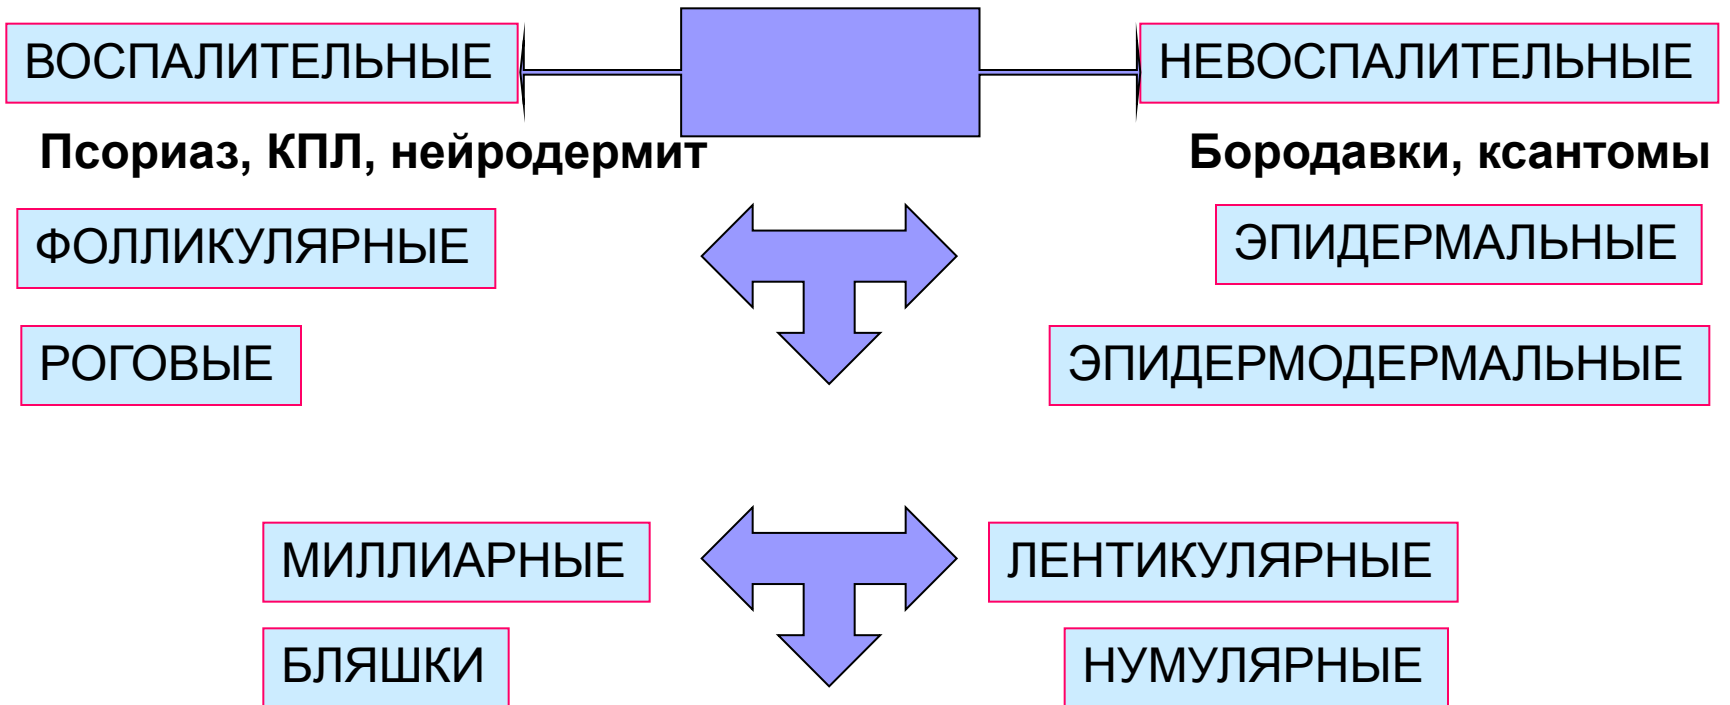 ВОСПАЛИТЕЛЬНЫЕ
НЕВОСПАЛИТЕЛЬНЫЕ
Псориаз, КПЛ, нейродермит
Бородавки, ксантомы
ФОЛЛИКУЛЯРНЫЕ
ЭПИДЕРМАЛЬНЫЕ
РОГОВЫЕ
ЭПИДЕРМОДЕРМАЛЬНЫЕ
МИЛЛИАРНЫЕ
ЛЕНТИКУЛЯРНЫЕ
БЛЯШКИ
НУМУЛЯРНЫЕ